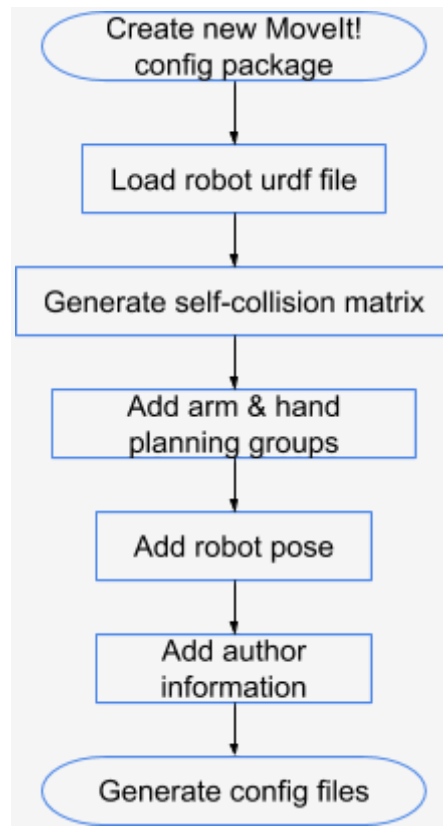 Create new MoveIt!
config package
Load robot urdf file
Generate self-collision matrix
Add arm & hand
planning groups
Add robot pose
Add author
information
Generate config files